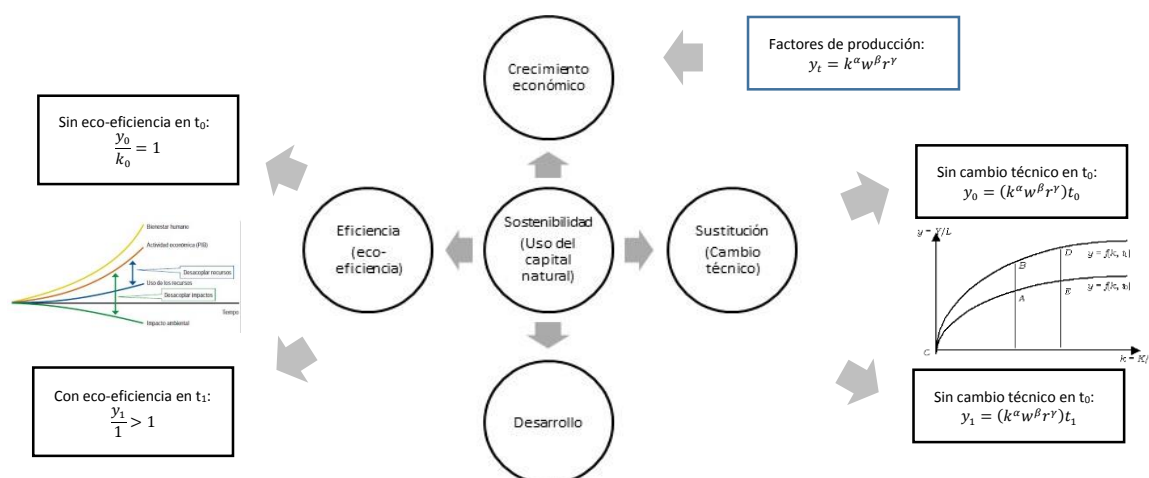 Crecimiento
económico
Factores de producción:
yₜ = k^α w^β r^γ
Sin eco-eficiencia en t₀:
y₀/k₀ = 1
Bienestar humano
Actividad económica (PIB)
Desacoplar recursos
Uso de los recursos
Desacoplar impactos
Tiempo
Impacto ambiental
Con eco-eficiencia en t₁:
y₁/1 > 1
Eficiencia
(eco-
eficiencia)
Sostenibilidad
(Uso del
capital
natural)
Sustitución
(Cambio
técnico)
Desarrollo
Sin cambio técnico en t₀:
y₀ = (k^α w^β r^γ)t₀
y = Y/L
B
D
y = f[k, t₁]
A
E
y = f[k, t₀]
C
k = K/
Sin cambio técnico en t₀:
y₁ = (k^α w^β r^γ)t₁